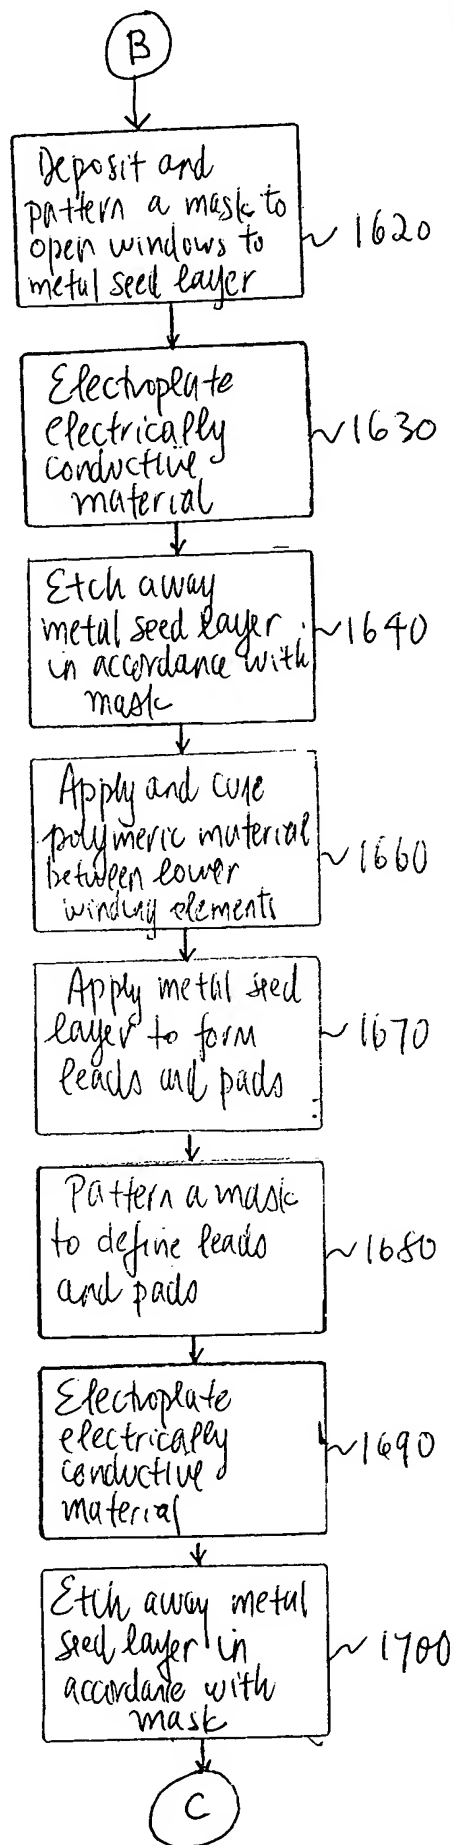 B
Deposit and
pattern a mask to
open windows to
metal seed layer
1620
Electroplate
electrically
conductive
material
1630
Etch away
metal seed layer
in accordance with
mask
1640
Apply and cure
polymeric material
between lower
winding elements
1660
Apply metal seed
layer to form
leads and pads
1670
Pattern a mask
to define leads
and pads
1680
Electroplate
electrically
conductive
material
1690
Etch away metal
seed layer in
accordance with
mask
1700
C